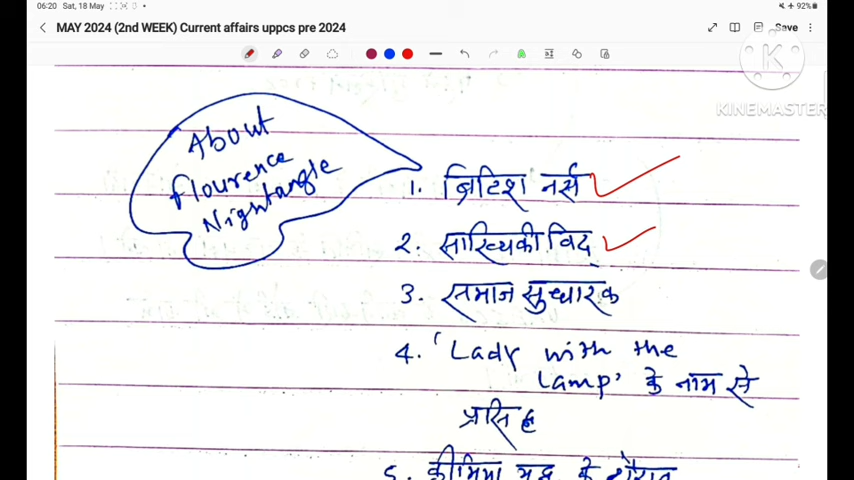 06:20 Sat, 18 May
92%
MAY 2024 (2nd WEEK) Current affairs uppcs pre 2024
Save
KINEMASTER
About
flourence
Nightangle
1. ब्रिटिश नर्स
2. सांख्यिकी विद
3. समाज सुधारक
4. 'Lady with the
Lamp' के नाम से
प्रसिद्ध
5. क्रीमिया युद्ध के दौरान